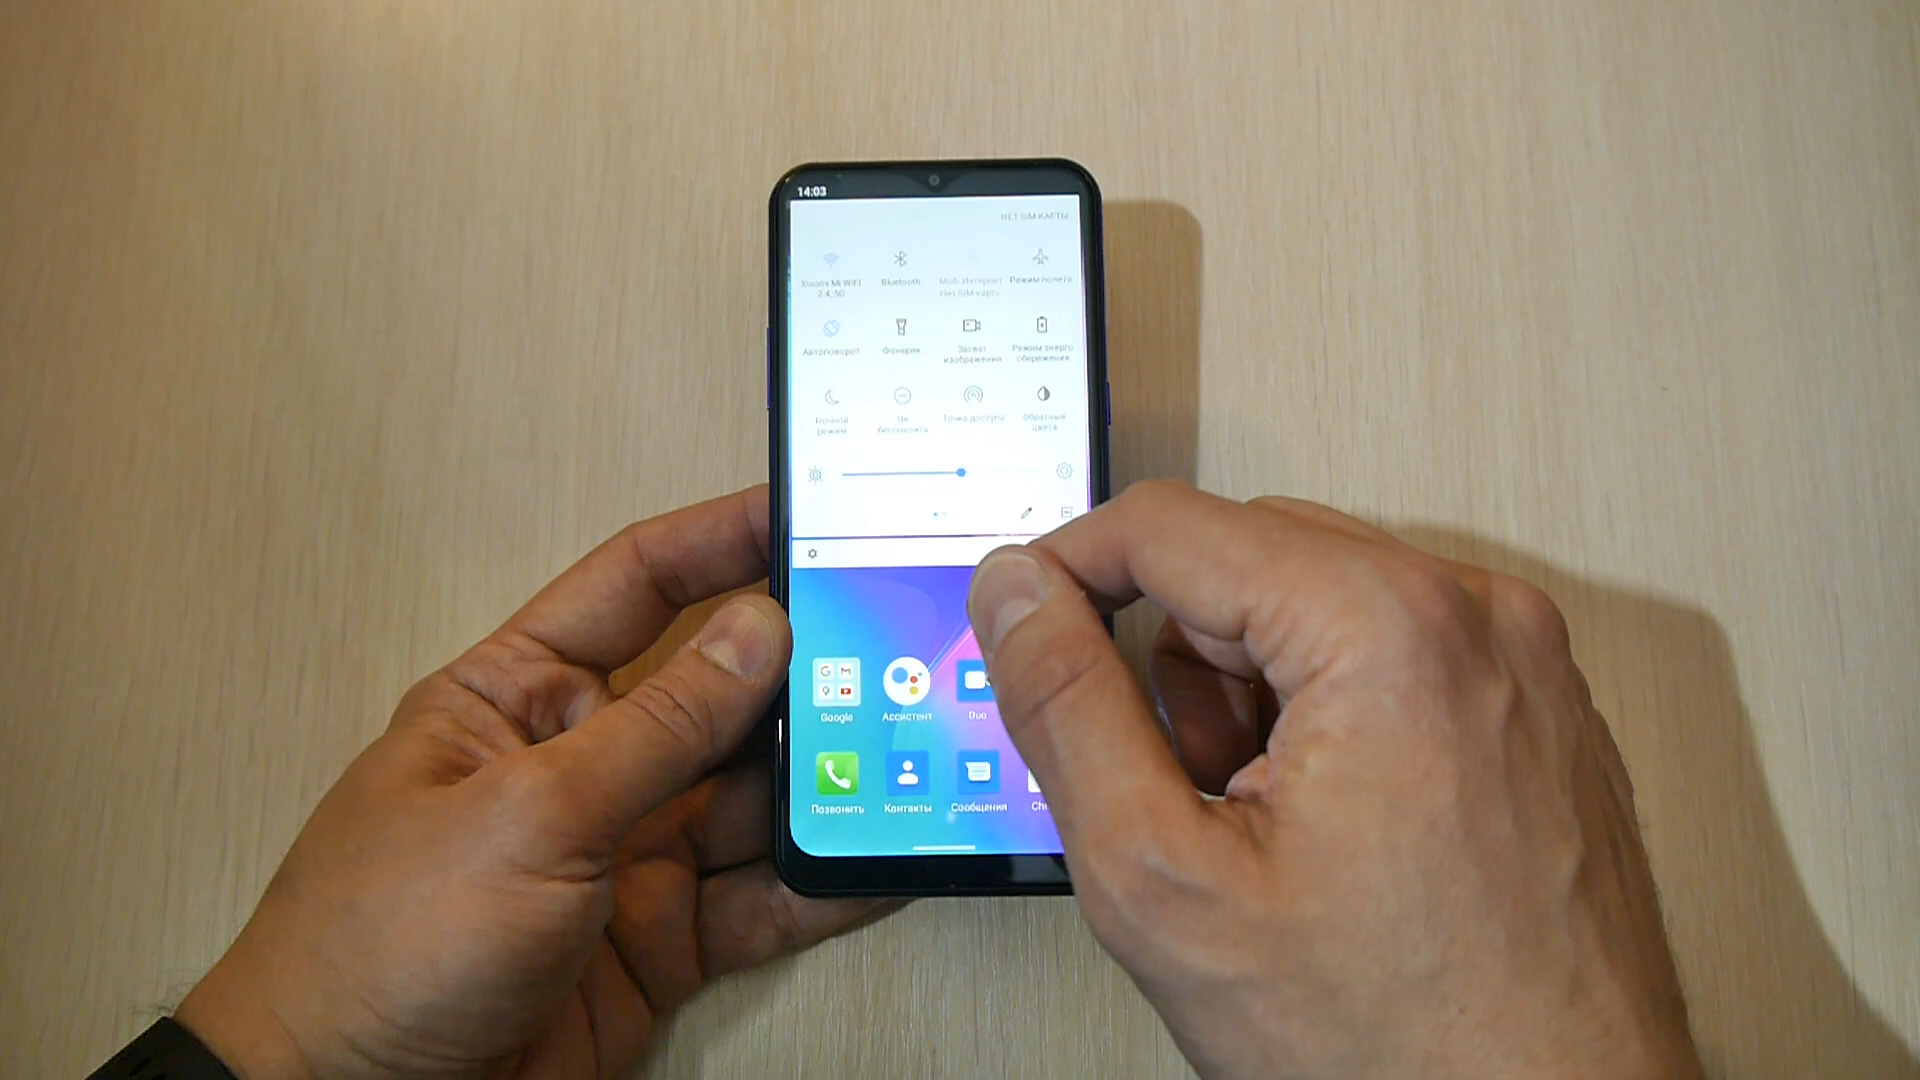 14:03
НЕТ SIM-КАРТЫ
Xiaomi Mi WIFI
2.4_5G
Bluetooth
Моб. Интернет
Нет SIM-карты
Режим полета
Автоповорот
Фонарик
Захват
изображения
Режим энерго
сбережения
Ночной
режим
Не
беспокоить
Точка доступа
Обратные
цвета
Google
Ассистент
Duo
Позвонить
Контакты
Сообщения
Ch